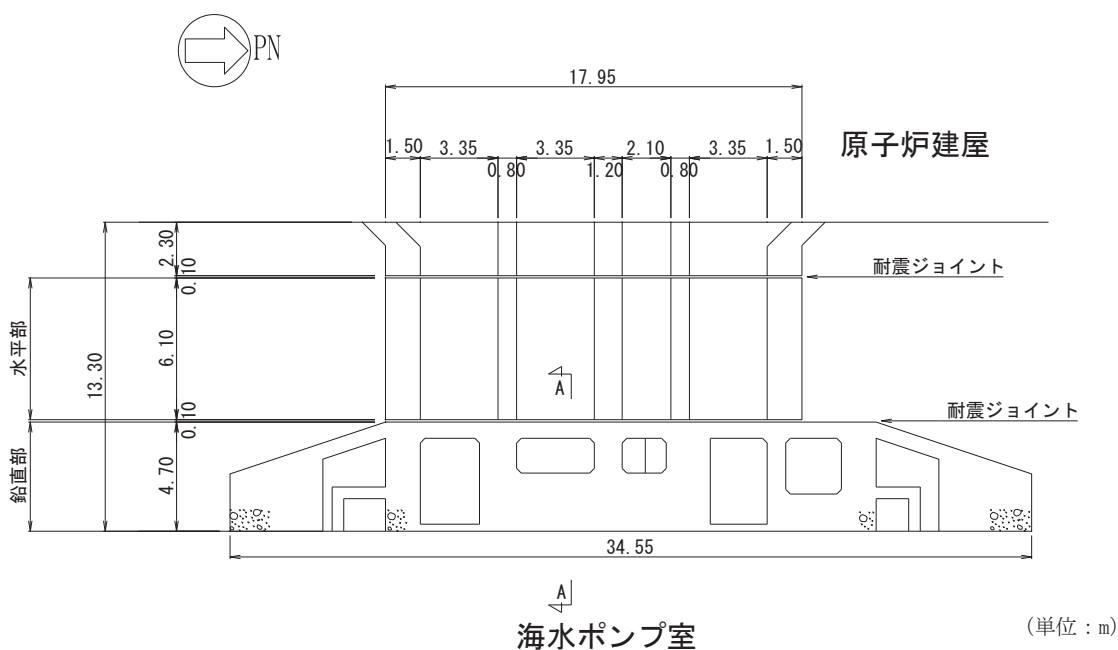 PN
17.95
原子炉建屋
1.50
3.35
0.80
3.35
1.20
2.10
0.80
3.35
1.50
2.30
0.10
耐震ジョイント
水平部
13.30
6.10
A
0.10
耐震ジョイント
鉛直部
4.70
34.55
A
海水ポンプ室
(単位：m)